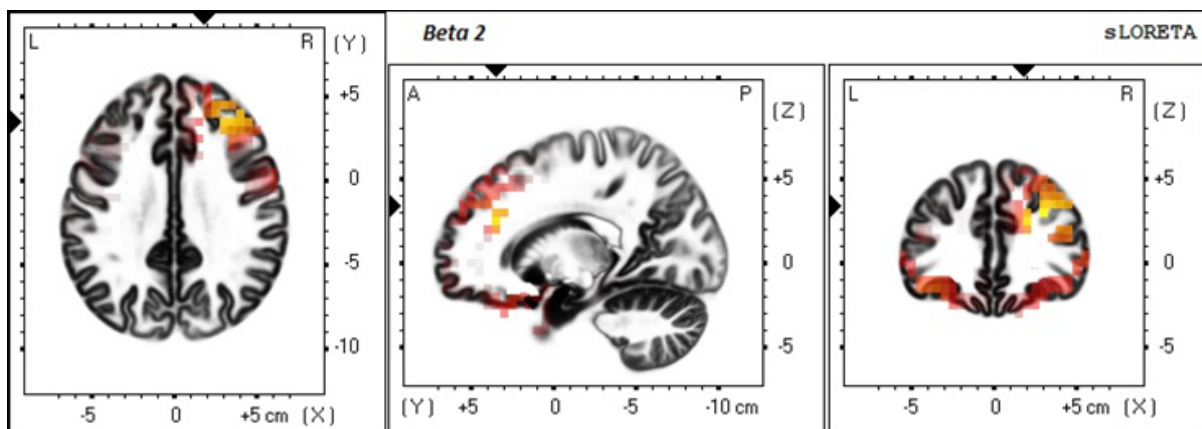 Beta 2
sLORETA
L R (Y)
+5
0
-5
-10
-5 0 +5 cm (X)
A P (Z)
+5
0
-5
(Y) +5 0 -5 -10 cm
L R (Z)
+5
0
-5
-5 0 +5 cm (X)